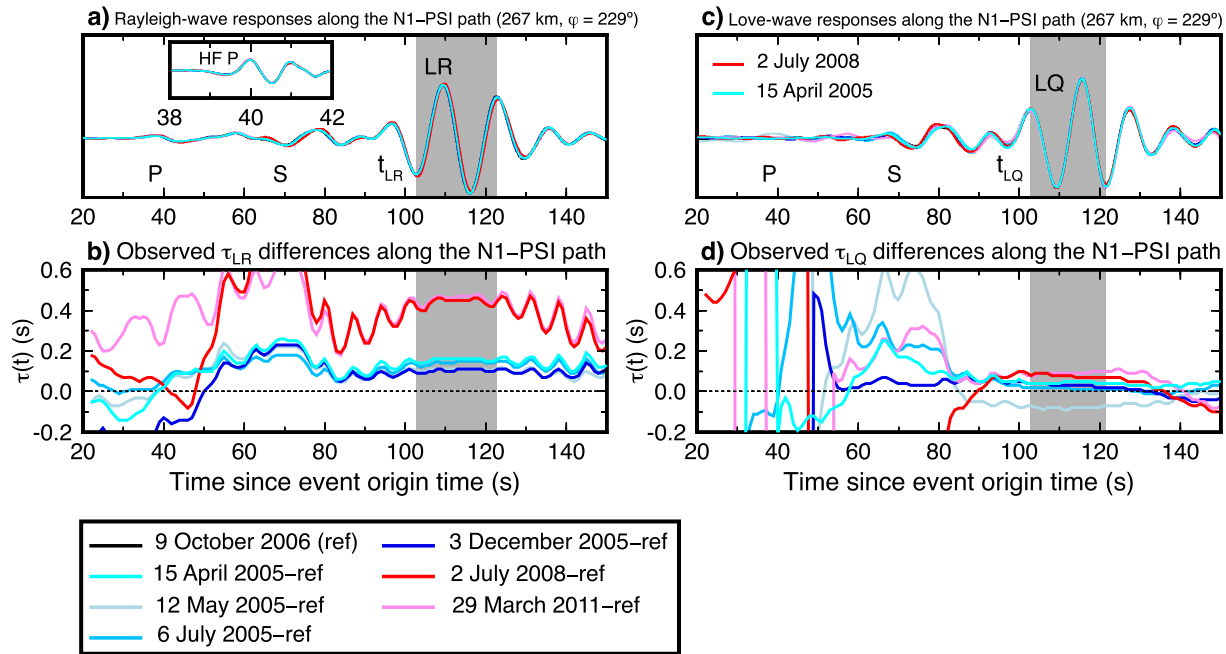 a) Rayleigh-wave responses along the N1-PSI path (267 km, φ = 229º)
HF P
38 40 42
LR
P S tLR
20 40 60 80 100 120 140
b) Observed τLR differences along the N1-PSI path
τ(t) (s)
0.6
0.4
0.2
0.0
-0.2
20 40 60 80 100 120 140
Time since event origin time (s)
c) Love-wave responses along the N1-PSI path (267 km, φ = 229º)
2 July 2008
15 April 2005
LQ
P S tLQ
20 40 60 80 100 120 140
d) Observed τLQ differences along the N1-PSI path
τ(t) (s)
0.6
0.4
0.2
0.0
-0.2
20 40 60 80 100 120 140
Time since event origin time (s)
9 October 2006 (ref)
15 April 2005-ref
12 May 2005-ref
6 July 2005-ref
3 December 2005-ref
2 July 2008-ref
29 March 2011-ref